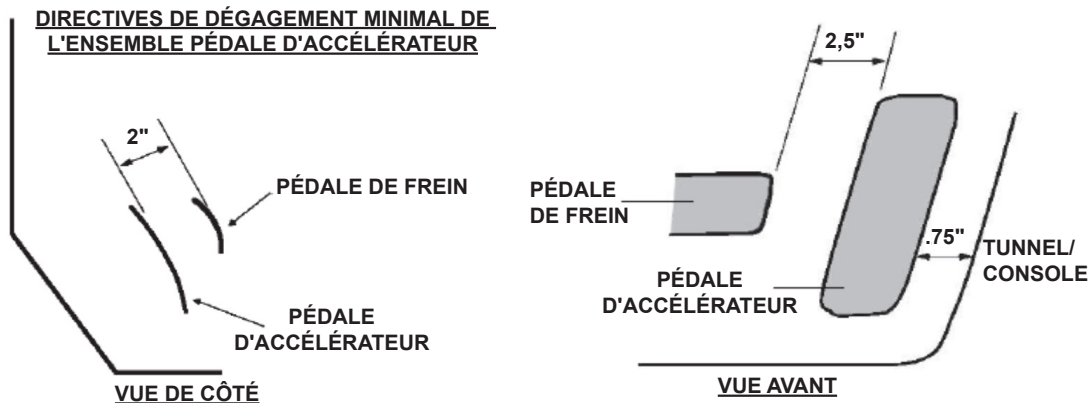 DIRECTIVES DE DÉGAGEMENT MINIMAL DE
L'ENSEMBLE PÉDALE D'ACCÉLÉRATEUR
2"
PÉDALE DE FREIN
PÉDALE
D'ACCÉLÉRATEUR
VUE DE CÔTÉ
2,5"
PÉDALE
DE FREIN
.75"
TUNNEL/
CONSOLE
PÉDALE
D'ACCÉLÉRATEUR
VUE AVANT